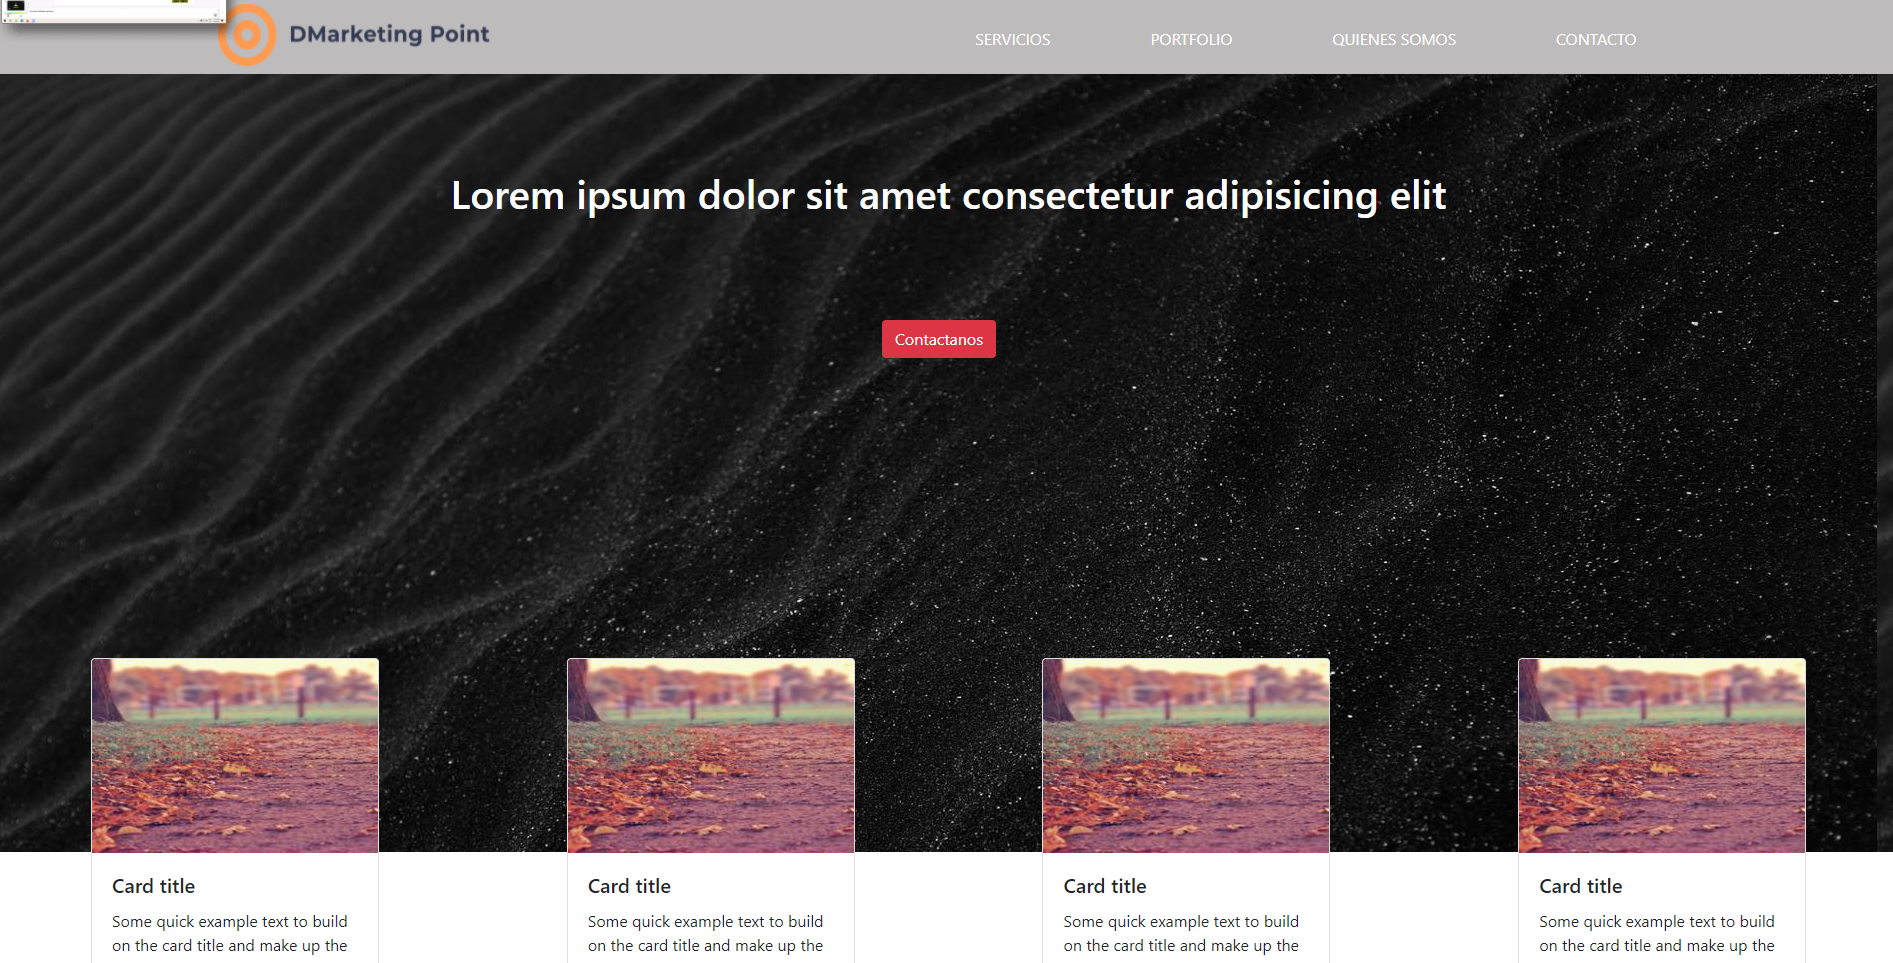 DMarketing Point
SERVICIOS PORTFOLIO QUIENES SOMOS CONTACTO
Lorem ipsum dolor sit amet consectetur adipisicing elit
Contactanos
Card title Card title Card title Card title
Some quick example text to build Some quick example text to build Some quick example text to build Some quick example text to build
on the card title and make up the on the card title and make up the on the card title and make up the on the card title and make up the